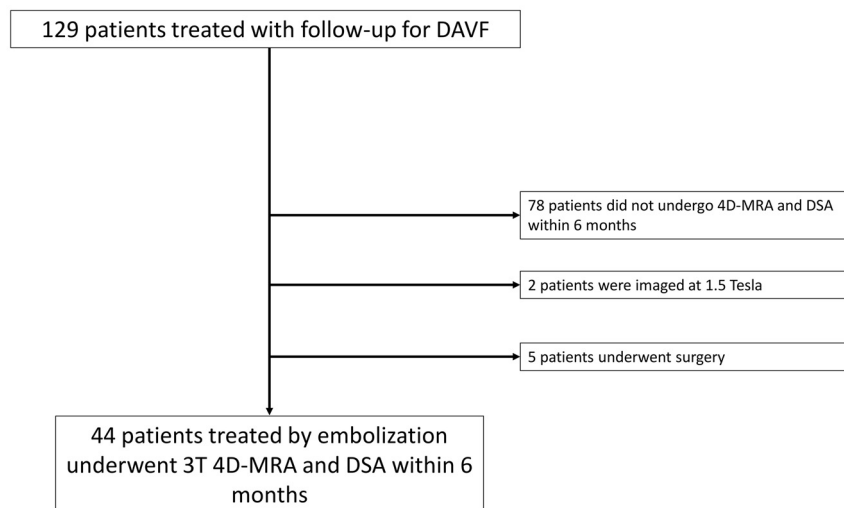 129 patients treated with follow-up for DAVF
78 patients did not undergo 4D-MRA and DSA
within 6 months
2 patients were imaged at 1.5 Tesla
5 patients underwent surgery
44 patients treated by embolization
underwent 3T 4D-MRA and DSA within 6
months